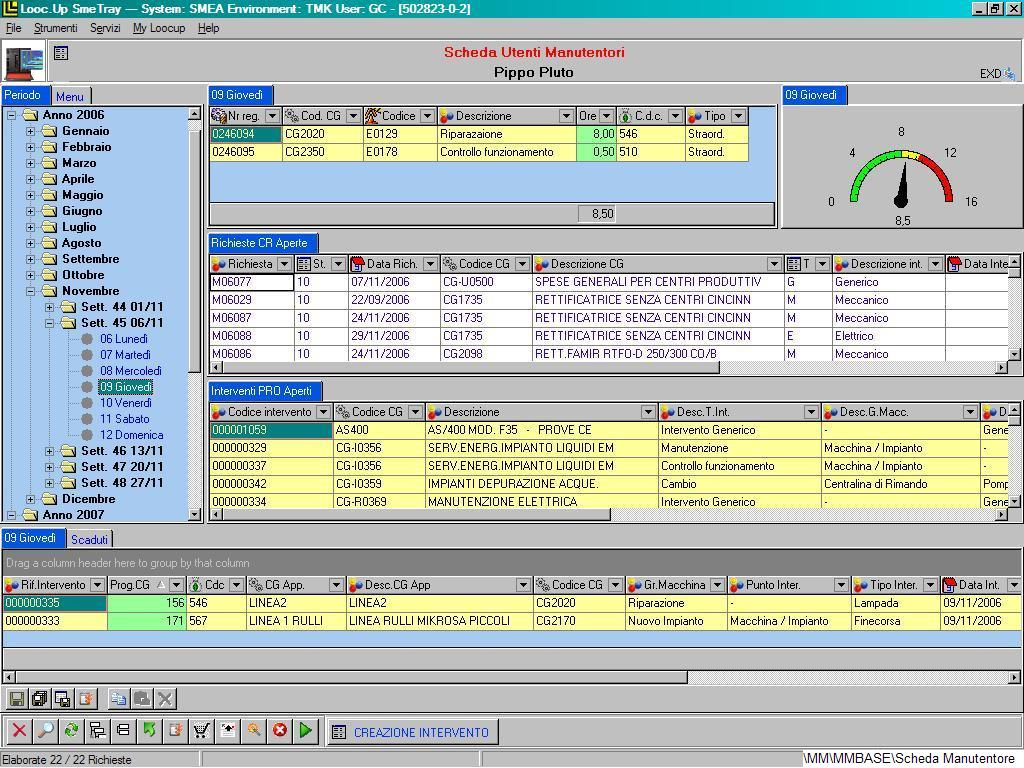 Looc.Up SmeTray — System: SMEA Environment: TMK User: GC - [502823-0-2]
File Strumenti Servizi My Loocup Help
Scheda Utenti Manutentori
Pippo Pluto
EXD
Periodo Menu
Anno 2006
Gennaio
Febbraio
Marzo
Aprile
Maggio
Giugno
Luglio
Agosto
Settembre
Ottobre
Novembre
Sett. 44 01/11
Sett. 45 06/11
06 Lunedì
07 Martedì
08 Mercoledì
09 Giovedì
10 Venerdì
11 Sabato
12 Domenica
Sett. 46 13/11
Sett. 47 20/11
Sett. 48 27/11
Dicembre
Anno 2007
09 Giovedì
Nr reg. Cod. CG Codice Descrizione Ore C.d.c. Tipo
0246094 CG2020 E0129 Riparazaione 8,00 546 Straord.
0246095 CG2350 E0178 Controllo funzionamento 0,50 510 Straord.
8,50
09 Giovedì
0 4 8 12 16
8,5
Richieste CR Aperte
Richiesta St. Data Rich. Codice CG Descrizione CG T Descrizione int. Data Inte
M06077 10 07/11/2006 CG-U0500 SPESE GENERALI PER CENTRI PRODUTTIV G Generico
M06029 10 22/09/2006 CG1735 RETTIFICATRICE SENZA CENTRI CINCINN M Meccanico
M06087 10 24/11/2006 CG1735 RETTIFICATRICE SENZA CENTRI CINCINN M Meccanico
M06088 10 29/11/2006 CG1735 RETTIFICATRICE SENZA CENTRI CINCINN E Elettrico
M06086 10 24/11/2006 CG2098 RETT.FAMIR RTFO-D 250/300 CO/B M Meccanico
Interventi PRO Aperti
Codice intervento Codice CG Descrizione Desc.T.Int. Desc.G.Macc. D
000001059 AS400 AS/400 MOD. F35 - PROVE CE Intervento Generico - Gene
000000329 CG-I0356 SERV.ENERG.IMPIANTO LIQUIDI EM Manutenzione Macchina / Impianto -
000000337 CG-I0356 SERV.ENERG.IMPIANTO LIQUIDI EM Controllo funzionamento Macchina / Impianto -
000000342 CG-I0359 IMPIANTI DEPURAZIONE ACQUE. Cambio Centralina di Rimando Pomp
000000334 CG-R0369 MANUTENZIONE ELETTRICA Intervento Generico - Gene
09 Giovedì Scaduti
Drag a column header here to group by that column
Rif.Intervento Prog.CG Cdc CG App. Desc.CG App Codice CG Gr.Macchina Punto Inter. Tipo Inter. Data Int.
000000335 156 546 LINEA2 LINEA2 CG2020 Riparazione - Lampada 09/11/2006
000000333 171 567 LINEA 1 RULLI LINEA RULLI MIKROSA PICCOLI CG2170 Nuovo Impianto Macchina / Impianto Finecorsa 09/11/2006
CREAZIONE INTERVENTO
Elaborate 22 / 22 Richieste
\MM\MMBASE\Scheda Manutentore